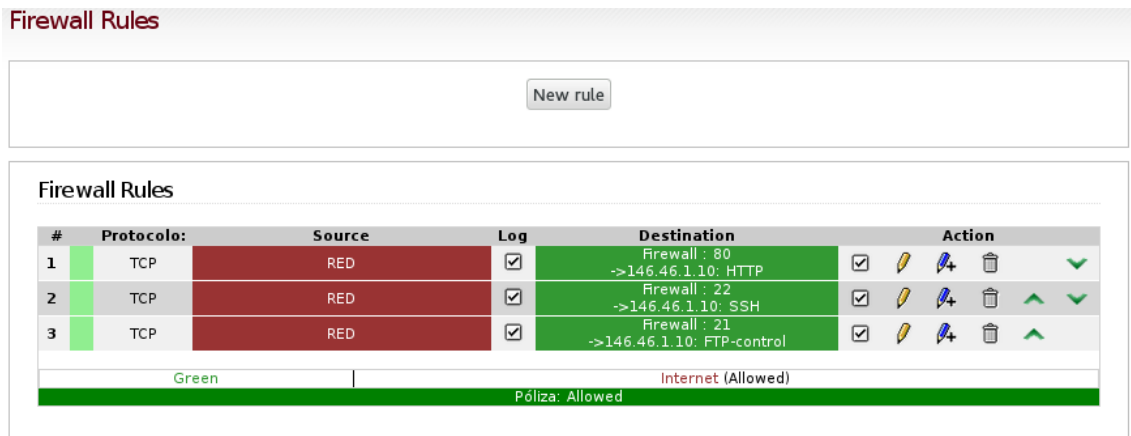 Firewall Rules
New rule
Firewall Rules
# Protocolo: Source Log Destination Action
1 TCP RED Firewall : 80
->146.46.1.10: HTTP
2 TCP RED Firewall : 22
->146.46.1.10: SSH
3 TCP RED Firewall : 21
->146.46.1.10: FTP-control
Green Internet (Allowed)
Póliza: Allowed